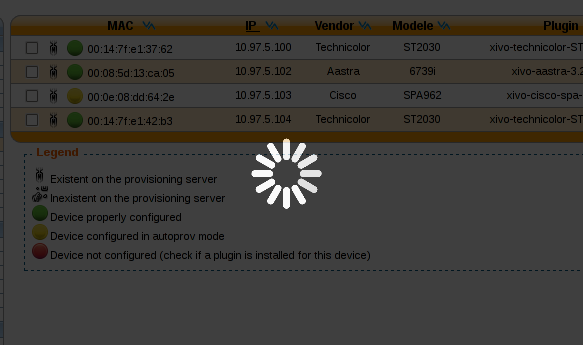 MAC IP Vendor Modele Plugin
00:14:7f:e1:37:62 10.97.5.100 Technicolor ST2030 xivo-technicolor-ST
00:08:5d:13:ca:05 10.97.5.102 Aastra 6739i xivo-aastra-3.2
00:0e:08:dd:64:2e 10.97.5.103 Cisco SPA962 xivo-cisco-spa-
00:14:7f:e1:42:b3 10.97.5.104 Technicolor ST2030 xivo-technicolor-ST
Legend
Existent on the provisioning server
Inexistent on the provisioning server
Device properly configured
Device configured in autoprov mode
Device not configured (check if a plugin is installed for this device)